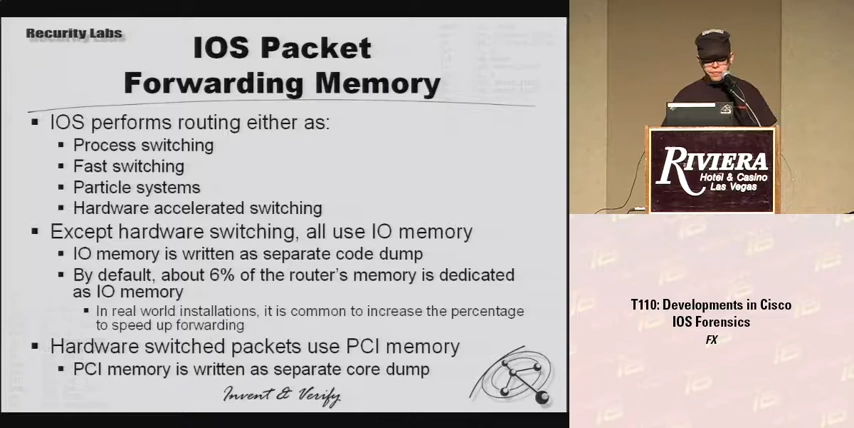 Recurity Labs
IOS Packet
Forwarding Memory
IOS performs routing either as:
Process switching
Fast switching
Particle systems
Hardware accelerated switching
Except hardware switching, all use IO memory
IO memory is written as separate code dump
By default, about 6% of the router's memory is dedicated
as IO memory
In real world installations, it is common to increase the percentage
to speed up forwarding
Hardware switched packets use PCI memory
PCI memory is written as separate core dump
Invent & Verify
RIVIERA
Hotel & Casino
Las Vegas
T110: Developments in Cisco
IOS Forensics
FX